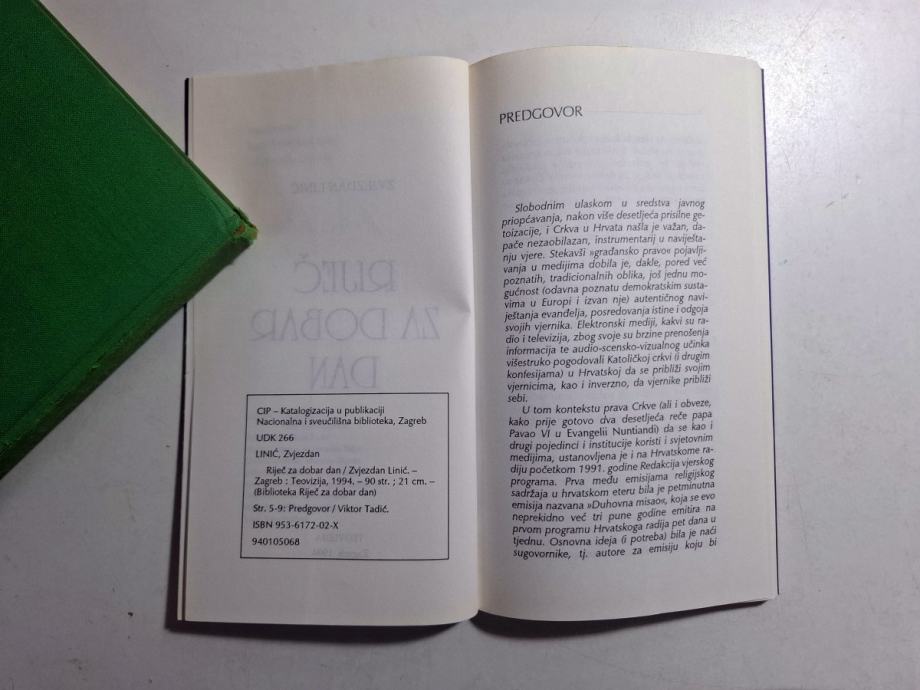 CIP – Katalogizacija u publikaciji
Nacionalna i sveučilišna biblioteka, Zagreb
UDK 266
LINIĆ, Zvjezdan
Riječ za dobar dan / Zvjezdan Linić. –
Zagreb : Teovizija, 1994. – 90 str. ; 21 cm. –
(Biblioteka Riječ za dobar dan)
Str. 5-9: Predgovor / Viktor Tadić.
ISBN 953-6172-02-X
940105068
ZVJEZDAN LINIĆ
RIJEČ
ZA DOBAR
DAN
TEOVIZIJA
Zagreb 1994.
PREDGOVOR
Slobodnim ulaskom u sredstva javnog
priopćavanja, nakon više desetljeća prisilne ge-
toizacije, i Crkva u Hrvata našla je važan, da-
pače nezaobilazan, instrumentarij u naviješta-
nju vjere. Stekavši »građansko pravo« pojavlji-
vanja u medijima dobila je, dakle, pored već
poznatih, tradicionalnih oblika, još jednu mo-
gućnost (odavna poznatu demokratskim susta-
vima u Europi i izvan nje) autentičnog navi-
ještanja evanđelja, posredovanja istine i odgoja
svojih vjernika. Elektronski mediji, kakvi su ra-
dio i televizija, zbog svoje su brzine prenošenja
informacija te audio-scensko-vizualnog učinka
višestruko pogodovali Katoličkoj crkvi (i drugim
konfesijama) u Hrvatskoj da se približi svojim
vjernicima, kao i inverzno, da vjernike približi
sebi.
U tom kontekstu prava Crkve (ali i obveze,
kako prije gotovo dva desetljeća reče papa
Pavao VI u Evangelii Nuntiandi) da se kao i
drugi pojedinci i institucije koristi i svjetovnim
medijima, ustanovljena je i na Hrvatskome ra-
diju početkom 1991. godine Redakcija vjerskog
programa. Prva među emisijama religijskog
sadržaja u hrvatskom eteru bila je petminutna
emisija nazvana »Duhovna misao«, koja se evo
neprekidno već tri pune godine emitira na
prvom programu Hrvatskoga radija pet dana u
tjednu. Osnovna ideja (i potreba) bila je naći
sugovornike, tj. autore za emisiju koju bi